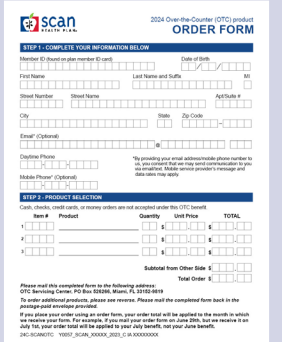 scan
HEALTH PLAN.
2024 Over-the-Counter (OTC) product
ORDER FORM
STEP 1 - COMPLETE YOUR INFORMATION BELOW
Member ID (found on plan member ID card) Date of Birth
First Name Last Name and Suffix MI
Street Number Street Name Apt/Suite #
City State Zip Code
Email* (Optional)
@
Daytime Phone
*By providing your email address/mobile phone number to
us, you consent that we may send communication to you
via email/text. Mobile service provider's message and
data rates may apply.
Mobile Phone* (Optional)
STEP 2 - PRODUCT SELECTION
Cash, checks, credit cards, or money orders are not accepted under this OTC benefit
Item # Product Quantity Unit Price TOTAL
1 $ . $ .
2 $ . $ .
3 $ . $ .
Subtotal from Other Side $ .
Total Order $ .
Please mail this completed form to the following address:
OTC Servicing Center, PO Box 526266, Miami, FL 33152-9819
To order additional products, please see reverse. Please mail the completed form back in the
postage-paid envelope provided.
If you place your order using an order form, your order total will be applied to the month in which
we receive your form. For example, if you mail your order form on June 29th, but we receive it on
July 1st, your order total will be applied to your July benefit, not your June benefit.
24C-SCANOTC Y0057_SCAN_XXXXX_2023_C IA XXXXXXXX